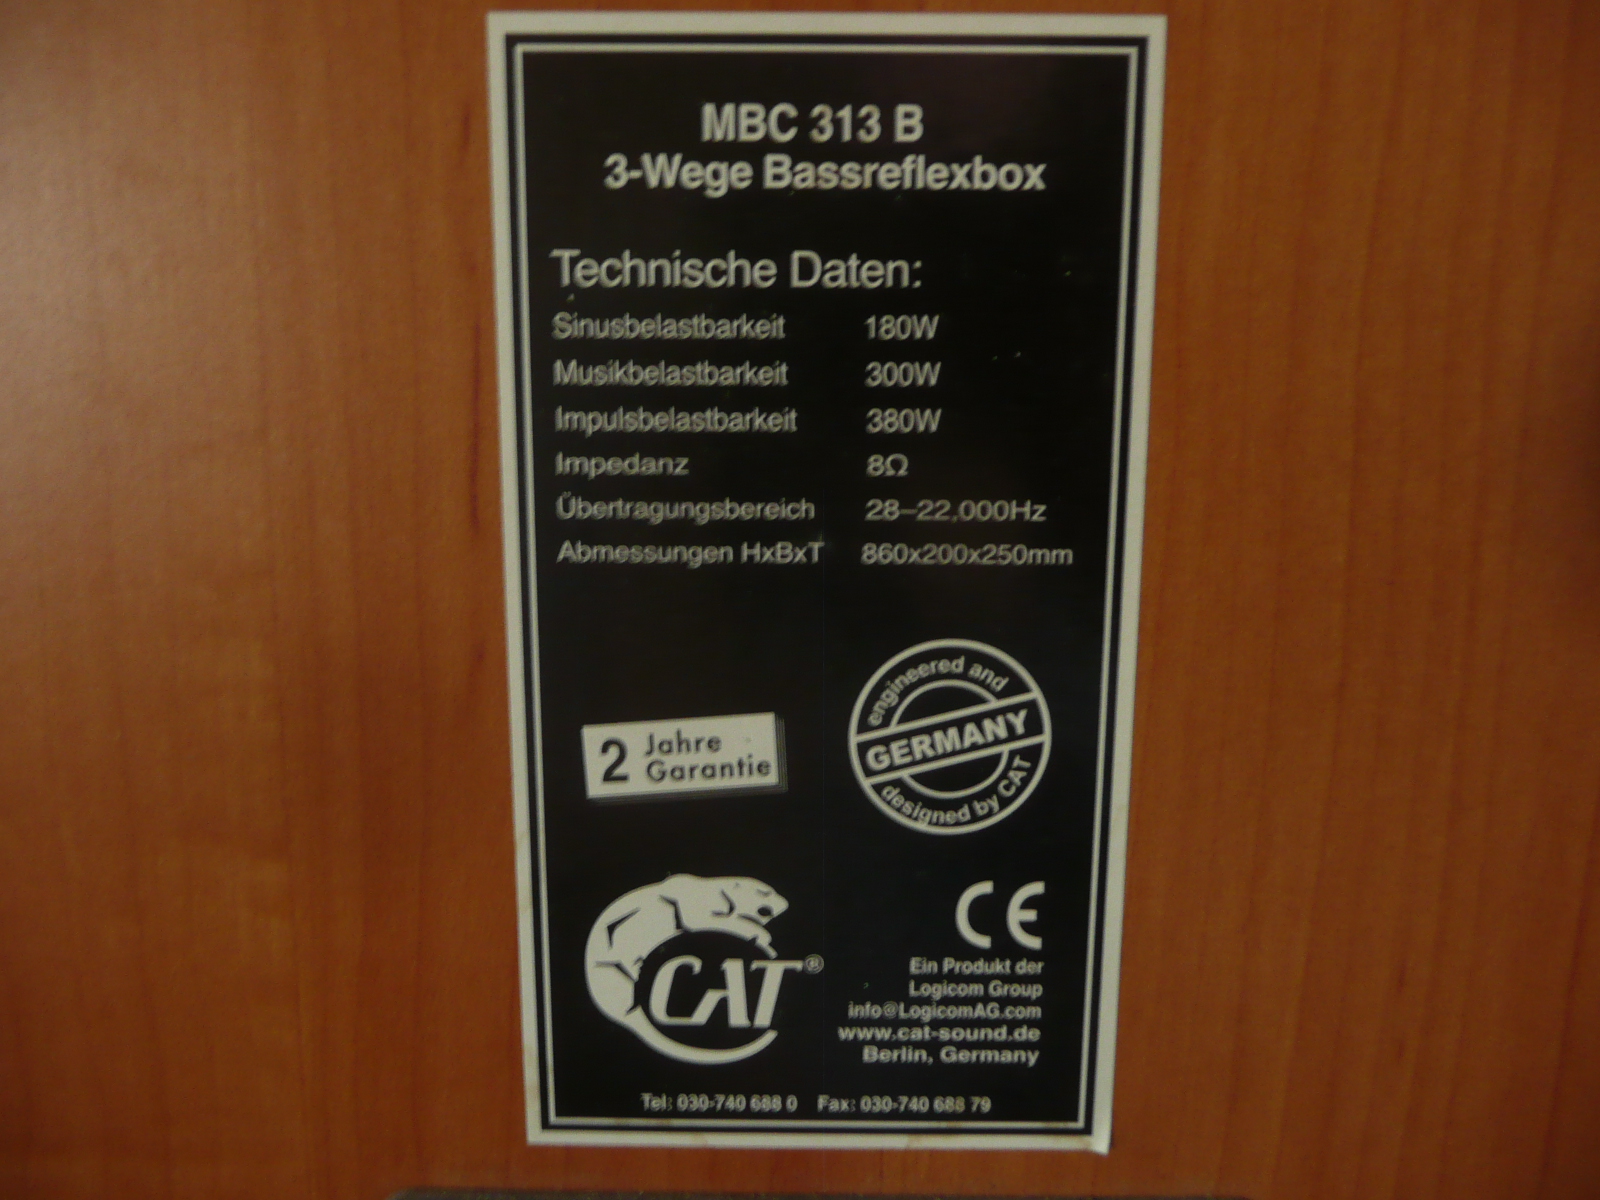 MBC 313 B
3-Wege Bassreflexbox
Technische Daten:
Sinusbelastbarkeit 180W
Musikbelastbarkeit 300W
Impulsbelastbarkeit 380W
Impedanz 8Ω
Übertragungsbereich 28–22,000Hz
Abmessungen HxBxT 860x200x250mm
2 Jahre
Garantie
engineered and
GERMANY
designed by CAT
CAT®
CE
Ein Produkt der
Logicom Group
info@LogicomAG.com
www.cat-sound.de
Berlin, Germany
Tel: 030-740 688 0 Fax: 030-740 688 79